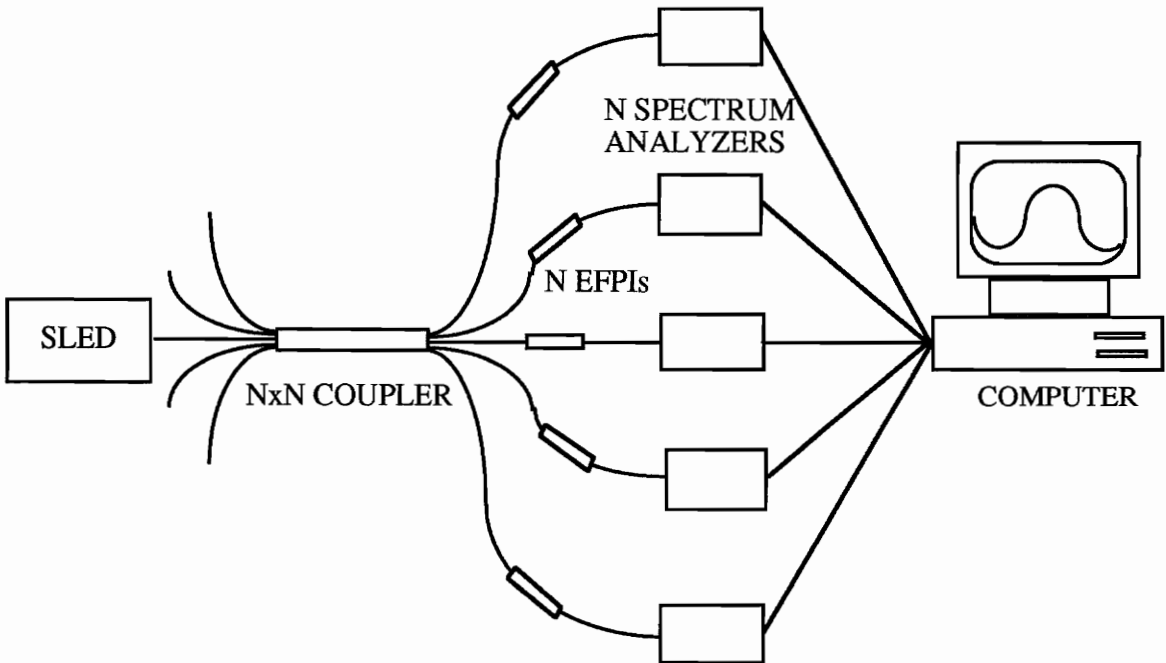 N SPECTRUM
ANALYZERS
N EFPIs
SLED
NxN COUPLER
COMPUTER